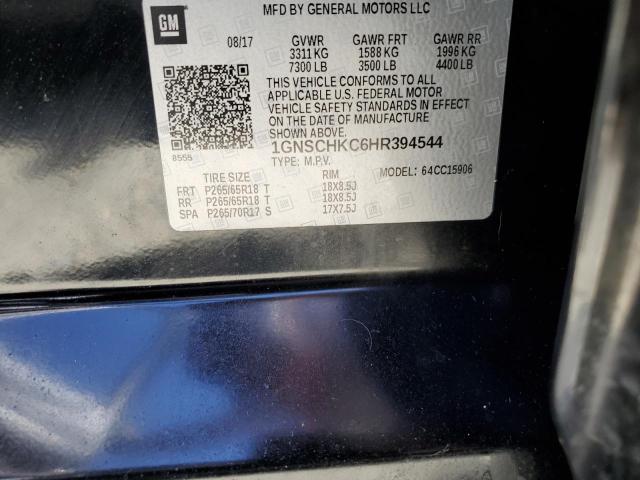 MFD BY GENERAL MOTORS LLC
GM
08/17 GVWR GAWR FRT GAWR RR
3311 KG 1588 KG 1996 KG
7300 LB 3500 LB 4400 LB
THIS VEHICLE CONFORMS TO ALL
APPLICABLE U.S. FEDERAL MOTOR
VEHICLE SAFETY STANDARDS IN EFFECT
ON THE DATE OF MANUFACTURE
SHOWN ABOVE.
1GNSCHKC6HR394544
8555
TYPE: M.P.V. MODEL: 64CC15906
TIRE SIZE RIM
FRT P265/65R18 T 18X8.5J
RR P265/65R18 T 18X8.5J
SPA P265/70R17 S 17X7.5J